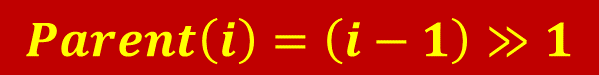 Parent(i) = (i − 1) ≫ 1